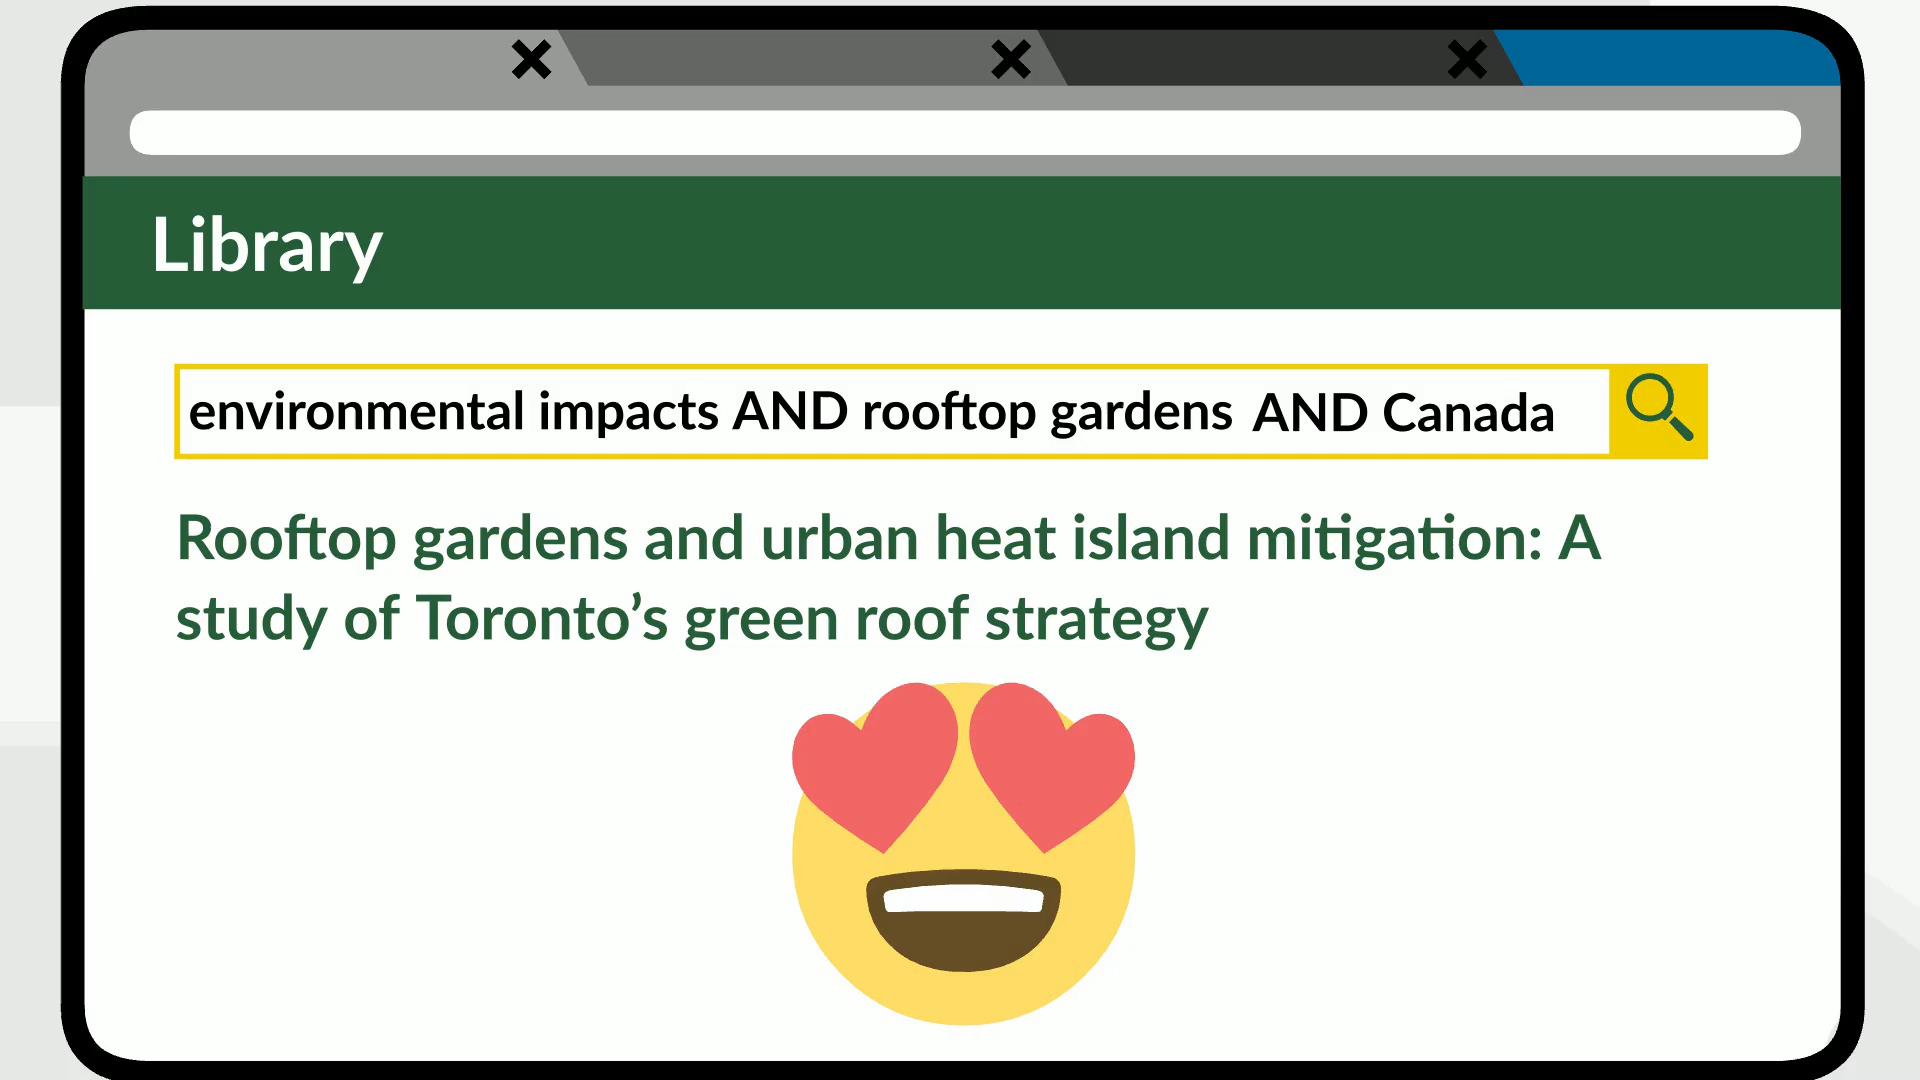 Library
environmental impacts AND rooftop gardens AND Canada
Rooftop gardens and urban heat island mitigation: A
study of Toronto’s green roof strategy